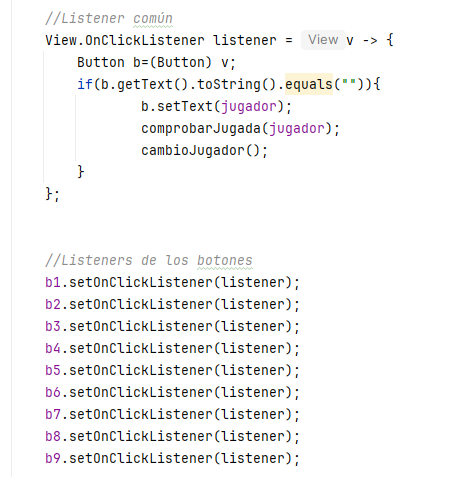 //Listener común
View.OnClickListener listener = View v -> {
Button b=(Button) v;
if(b.getText().toString().equals("")){
b.setText(jugador);
comprobarJugada(jugador);
cambioJugador();
}
};
//Listeners de los botones
b1.setOnClickListener(listener);
b2.setOnClickListener(listener);
b3.setOnClickListener(listener);
b4.setOnClickListener(listener);
b5.setOnClickListener(listener);
b6.setOnClickListener(listener);
b7.setOnClickListener(listener);
b8.setOnClickListener(listener);
b9.setOnClickListener(listener);